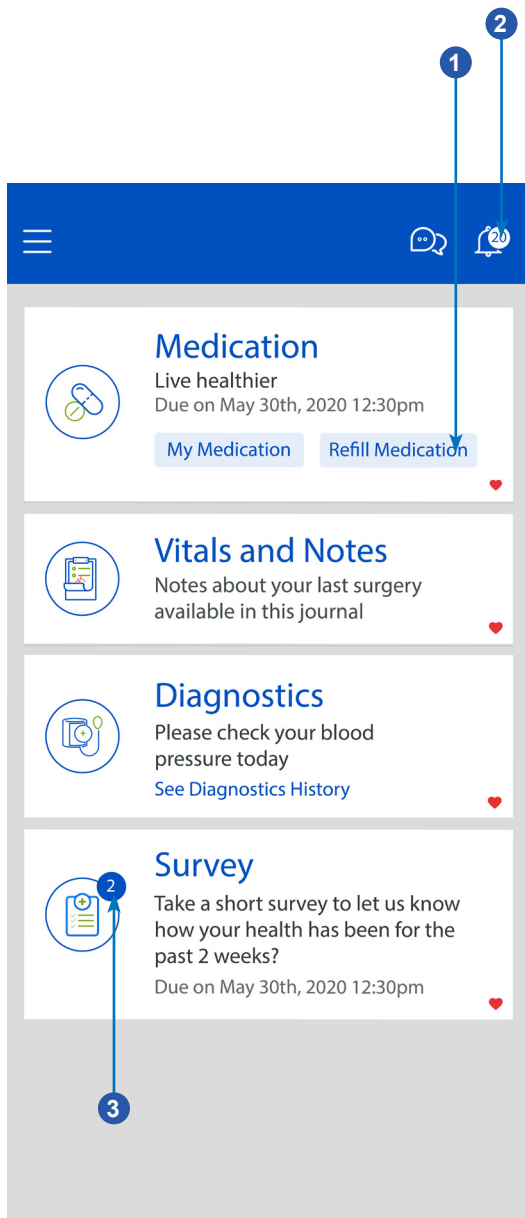 2
1
20
Medication
Live healthier
Due on May 30th, 2020 12:30pm
My Medication
Refill Medication
Vitals and Notes
Notes about your last surgery
available in this journal
Diagnostics
Please check your blood
pressure today
See Diagnostics History
2
Survey
Take a short survey to let us know
how your health has been for the
past 2 weeks?
Due on May 30th, 2020 12:30pm
3